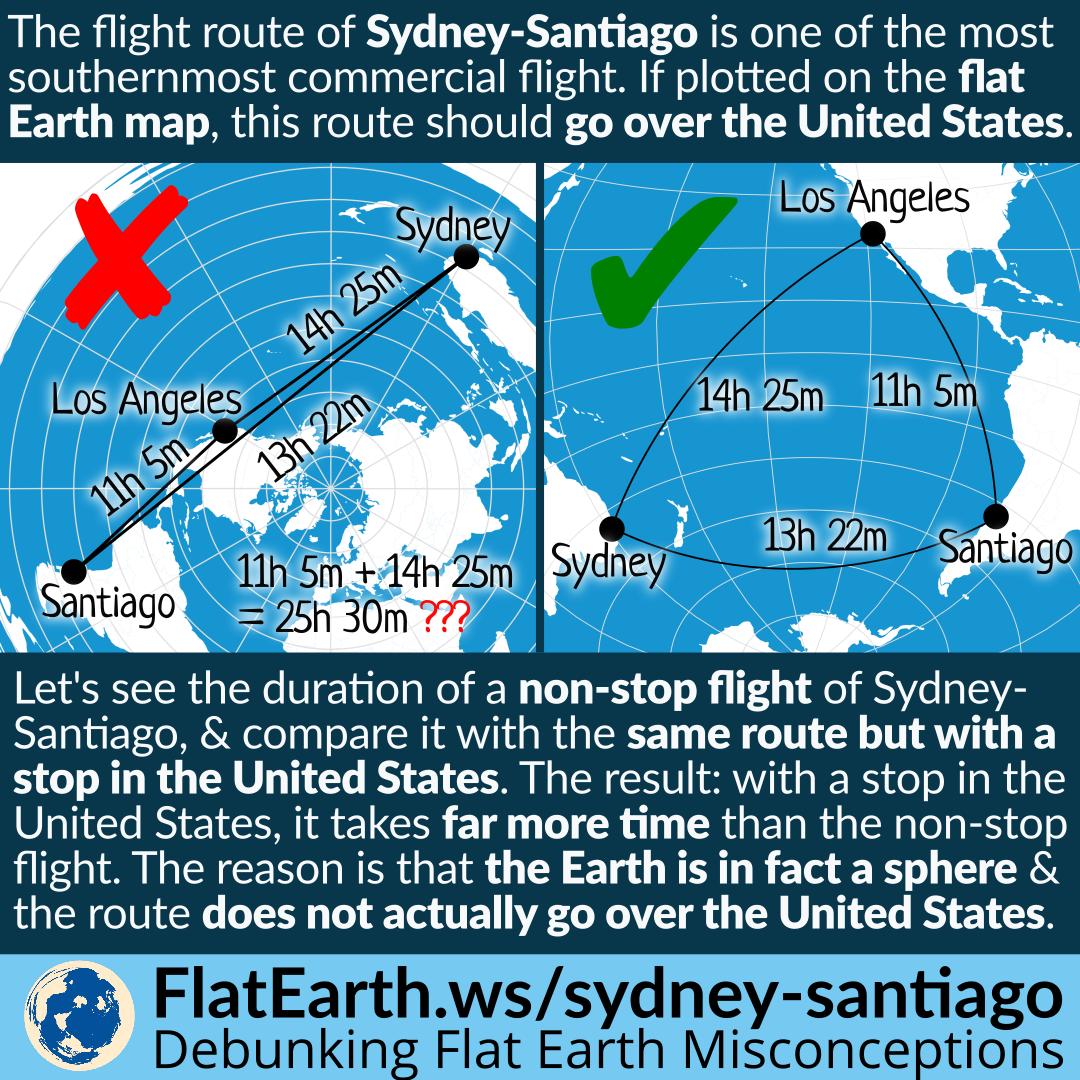 The flight route of Sydney-Santiago is one of the most
southernmost commercial flight. If plotted on the flat
Earth map, this route should go over the United States.
Sydney
14h 25m
Los Angeles
13h 22m
11h 5m
Santiago
11h 5m + 14h 25m
= 25h 30m ???
Los Angeles
14h 25m
11h 5m
13h 22m
Sydney
Santiago
Let's see the duration of a non-stop flight of Sydney-
Santiago, & compare it with the same route but with a
stop in the United States. The result: with a stop in the
United States, it takes far more time than the non-stop
flight. The reason is that the Earth is in fact a sphere &
the route does not actually go over the United States.
FlatEarth.ws/sydney-santiago
Debunking Flat Earth Misconceptions